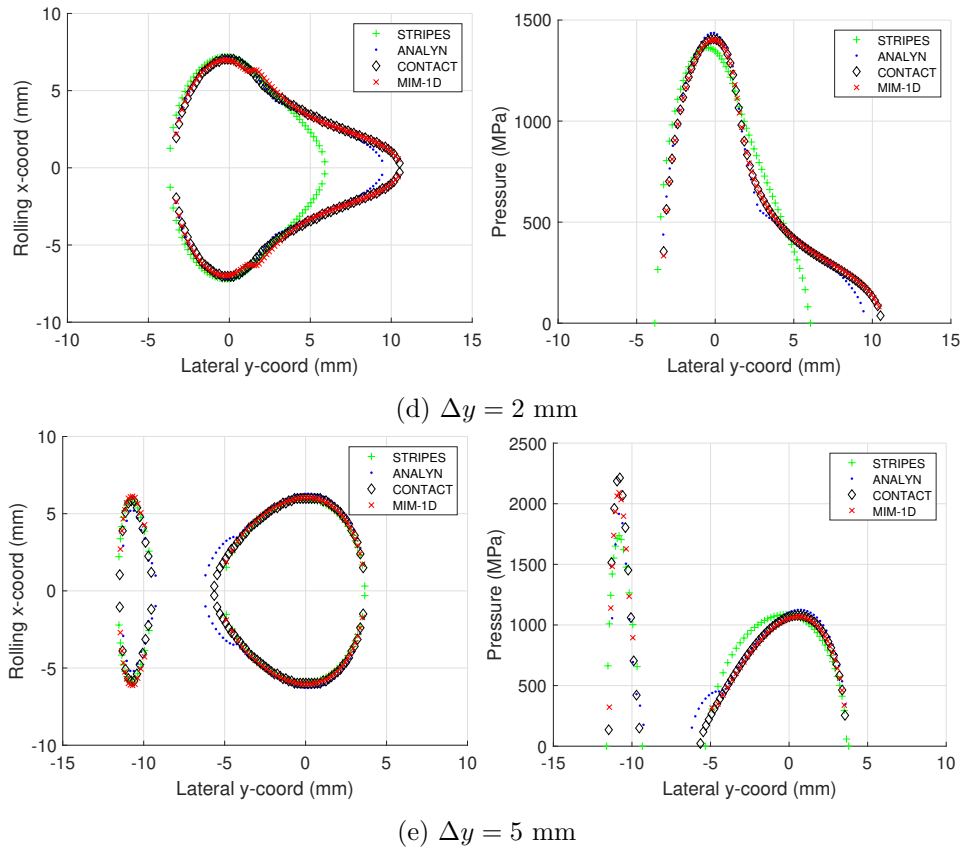 10
5
0
-5
-10
Rolling x-coord (mm)
-10 -5 0 5 10 15
Lateral y-coord (mm)
STRIPES
ANALYN
CONTACT
MIM-1D
1500
1000
500
0
Pressure (MPa)
-10 -5 0 5 10 15
Lateral y-coord (mm)
STRIPES
ANALYN
CONTACT
MIM-1D
(d) Δy = 2 mm
10
5
0
-5
-10
Rolling x-coord (mm)
-15 -10 -5 0 5 10
Lateral y-coord (mm)
STRIPES
ANALYN
CONTACT
MIM-1D
2500
2000
1500
1000
500
0
Pressure (MPa)
-15 -10 -5 0 5 10
Lateral y-coord (mm)
STRIPES
ANALYN
CONTACT
MIM-1D
(e) Δy = 5 mm